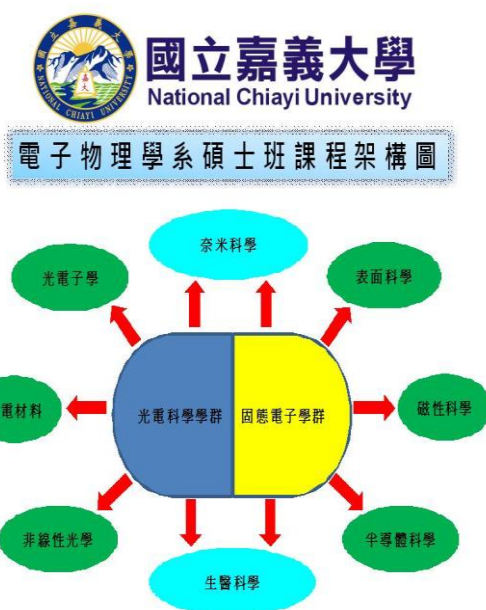 國立嘉義大學
National Chiayi University
電子物理學系碩士班課程架構圖
奈米科學
光電子學
表面科學
電材料
光電科學學群
固態電子學群
磁性科學
非線性光學
半導體科學
生醫科學